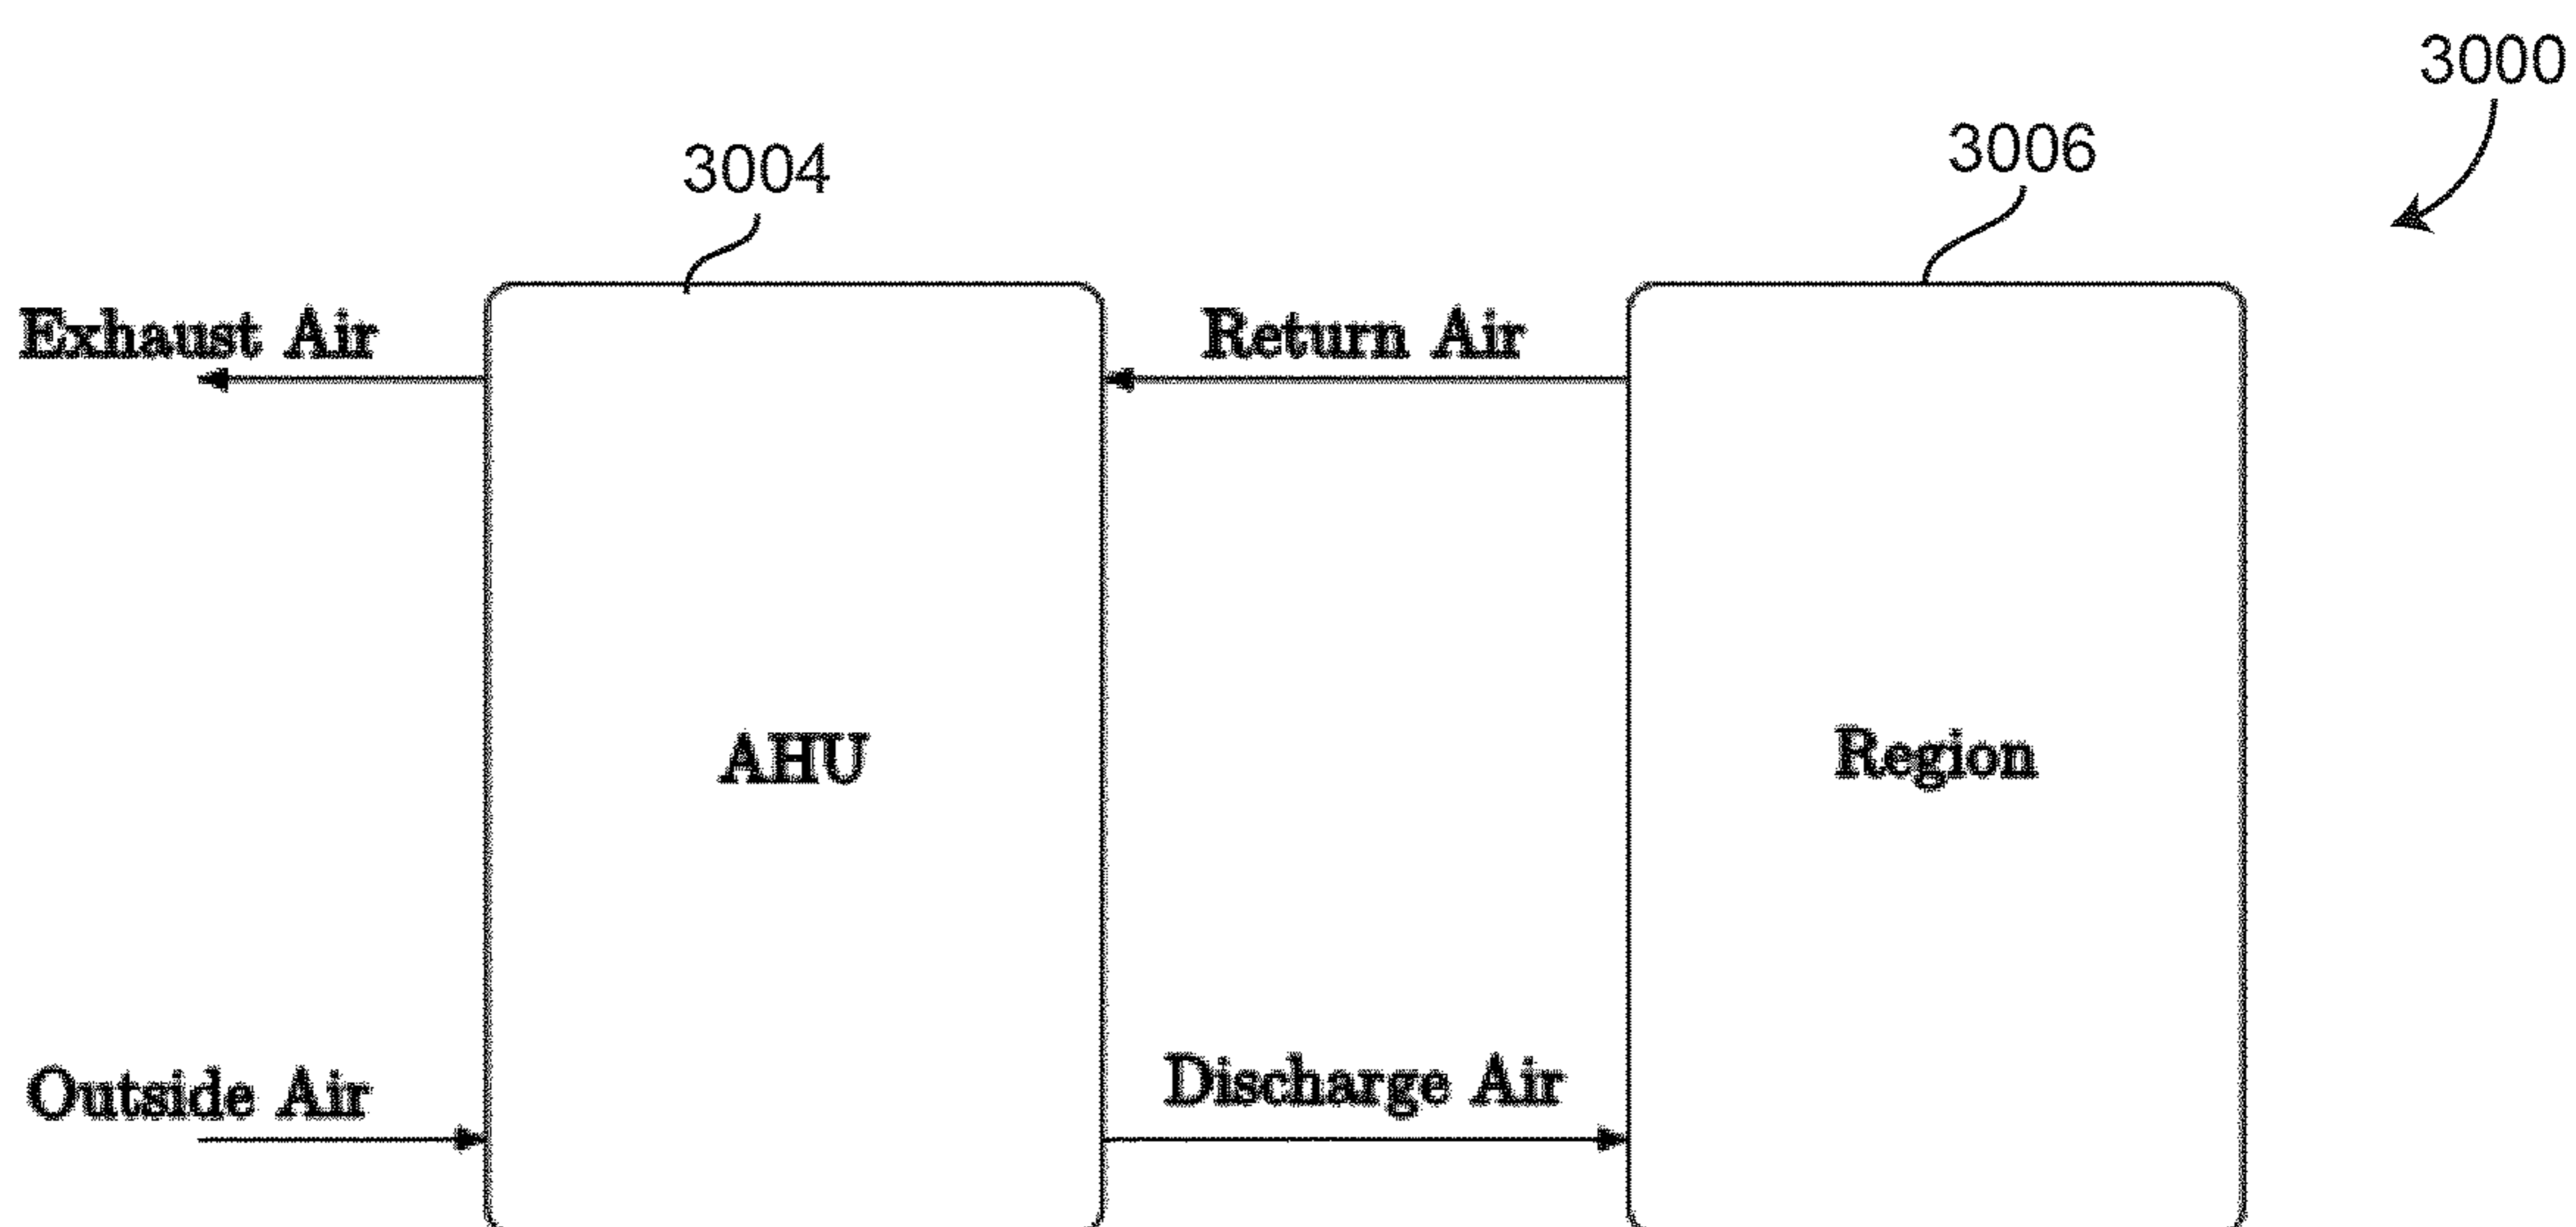 3000
3004
3006
Exhaust Air
Return Air
AHU
Region
Outside Air
Discharge Air